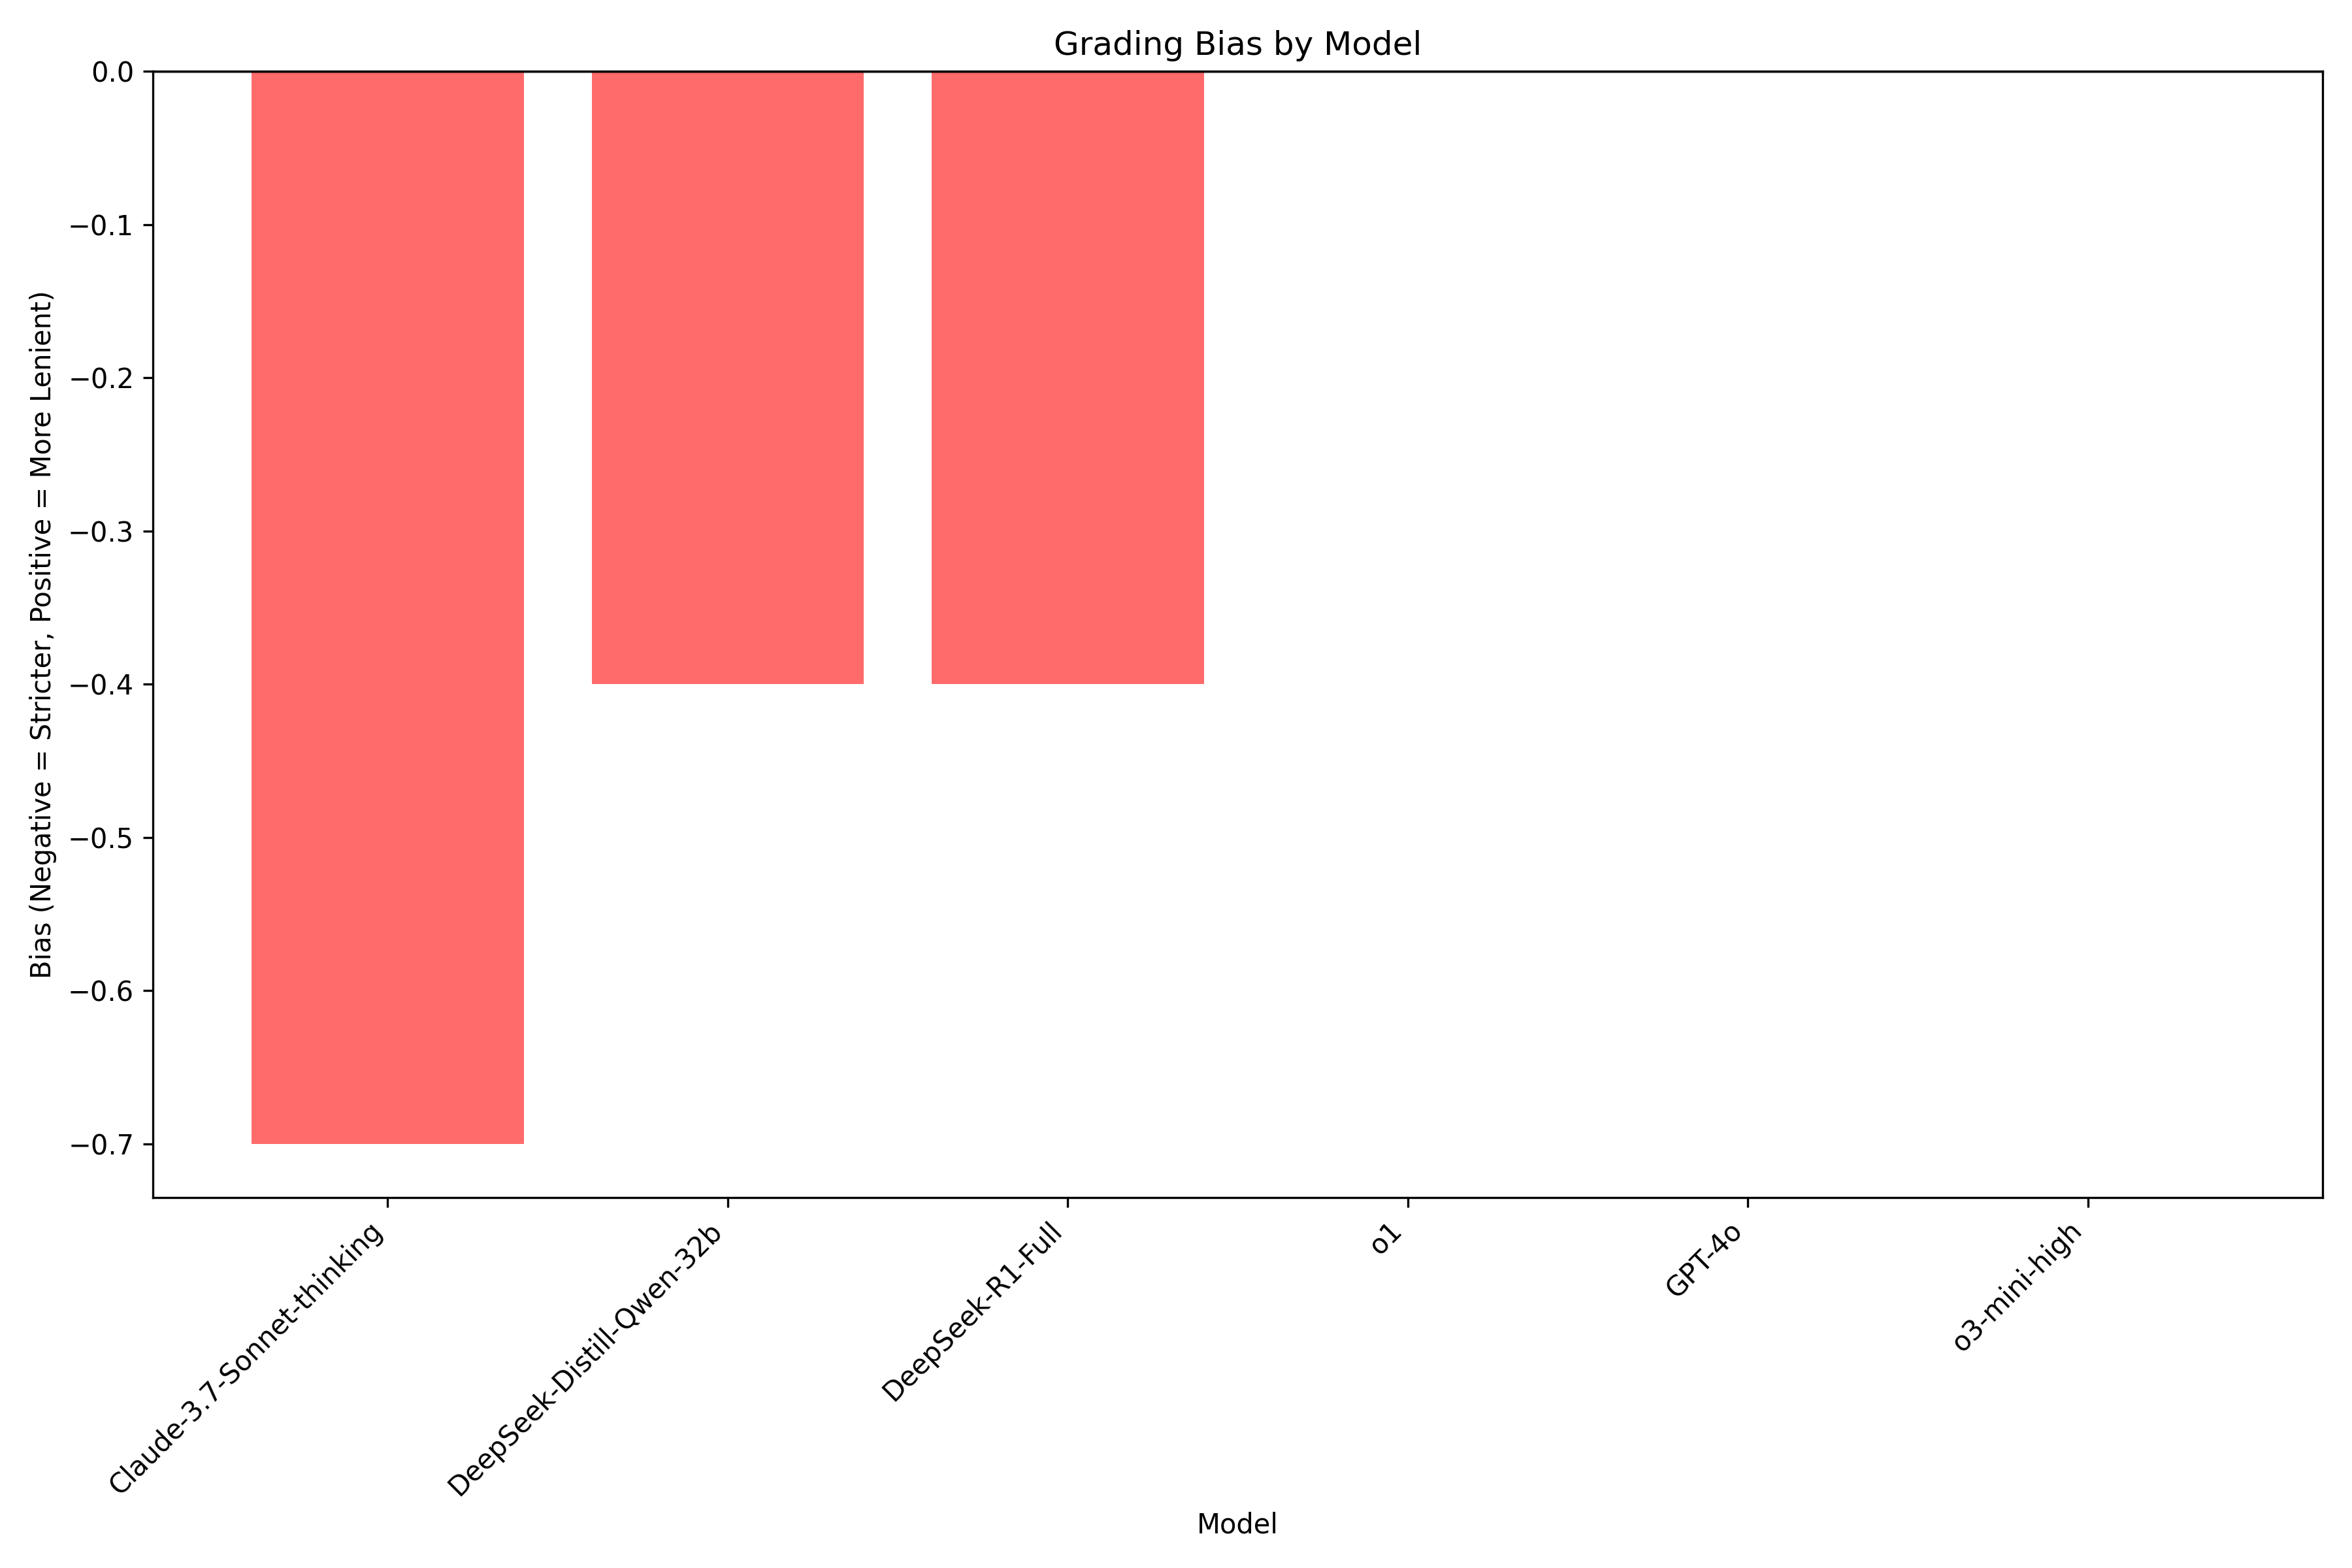 Grading Bias by Model
Bias (Negative = Stricter, Positive = More Lenient)
0.0
−0.1
−0.2
−0.3
−0.4
−0.5
−0.6
−0.7
Claude-3.7-Sonnet-thinking
DeepSeek-Distill-Qwen-32b
DeepSeek-R1-Full
o1
GPT-4o
o3-mini-high
Model